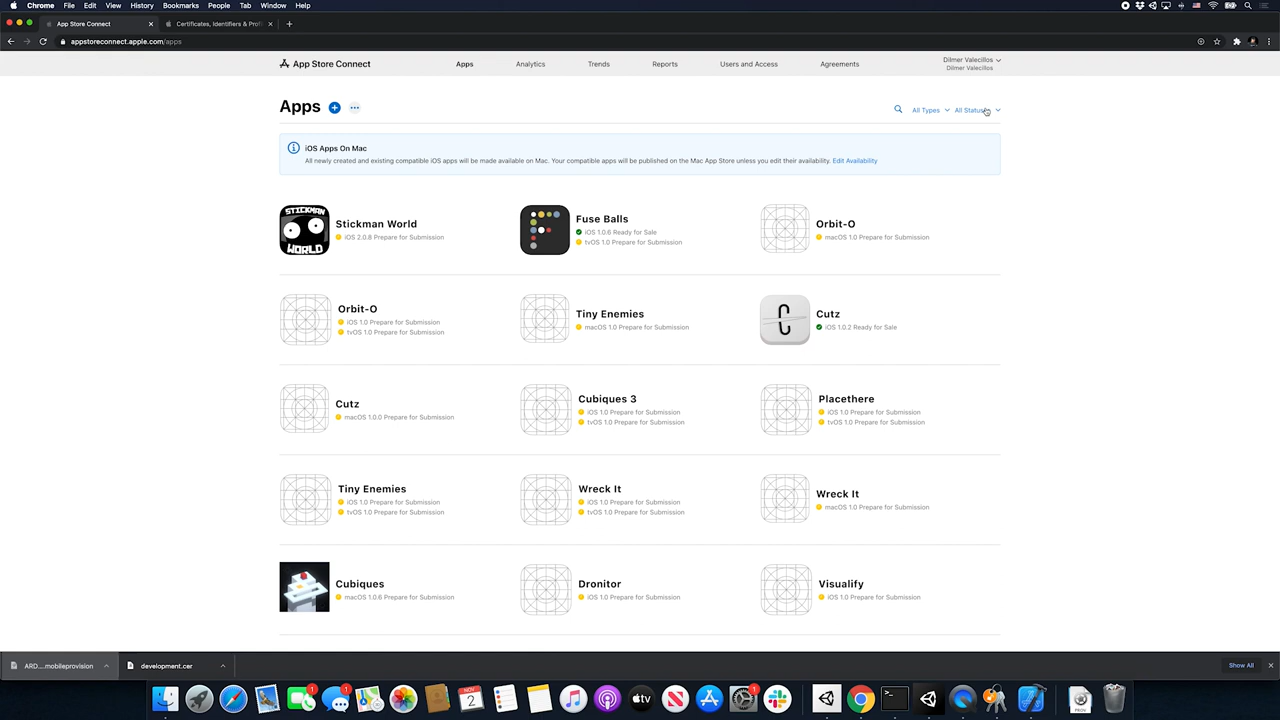 Chrome File Edit View History Bookmarks People Tab Window Help
App Store Connect
Certificates, Identifiers & Prof
appstoreconnect.apple.com/apps
App Store Connect
Apps
Analytics
Trends
Reports
Users and Access
Agreements
Dilmer Valecillos
Dilmer Valecillos
Apps
All Types
All Status
iOS Apps On Mac
All newly created and existing compatible iOS apps will be made available on Mac. Your compatible apps will be published on the Mac App Store unless you edit their availability. Edit Availability
STICKMAN
WORLD
Stickman World
iOS 2.0.8 Prepare for Submission
Fuse Balls
iOS 1.0.6 Ready for Sale
tvOS 1.0 Prepare for Submission
Orbit-O
macOS 1.0 Prepare for Submission
Orbit-O
iOS 1.0 Prepare for Submission
tvOS 1.0 Prepare for Submission
Tiny Enemies
macOS 1.0 Prepare for Submission
Cutz
iOS 1.0.2 Ready for Sale
Cutz
macOS 1.0.0 Prepare for Submission
Cubiques 3
iOS 1.0 Prepare for Submission
tvOS 1.0 Prepare for Submission
Placethere
iOS 1.0 Prepare for Submission
tvOS 1.0 Prepare for Submission
Tiny Enemies
iOS 1.0 Prepare for Submission
tvOS 1.0 Prepare for Submission
Wreck It
iOS 1.0 Prepare for Submission
tvOS 1.0 Prepare for Submission
Wreck It
macOS 1.0 Prepare for Submission
Cubiques
macOS 1.0.6 Prepare for Submission
Dronitor
iOS 1.0 Prepare for Submission
Visualify
iOS 1.0 Prepare for Submission
ARD....mobileprovision
development.cer
Show All
1
1
NOV
2
tv
1
PROV